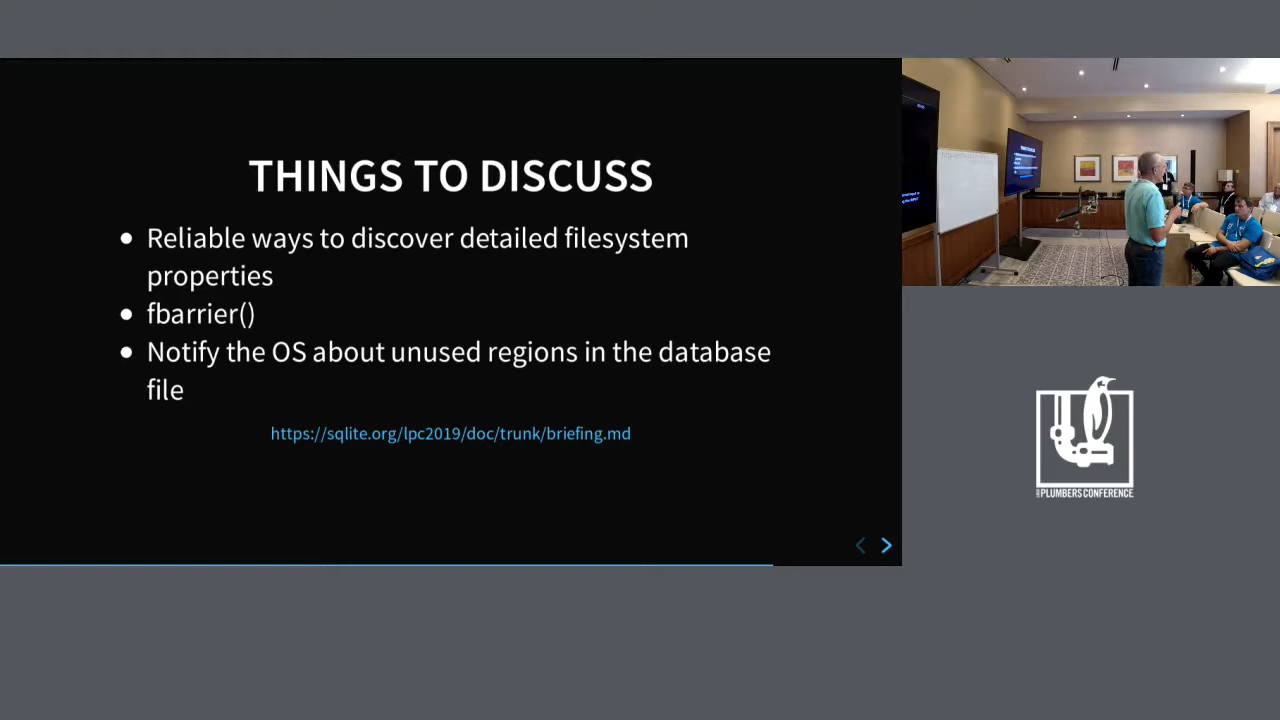 THINGS TO DISCUSS
Reliable ways to discover detailed filesystem
properties
fbarrier()
Notify the OS about unused regions in the database
file
https://sqlite.org/lpc2019/doc/trunk/briefing.md
PLUMBERS CONFERENCE